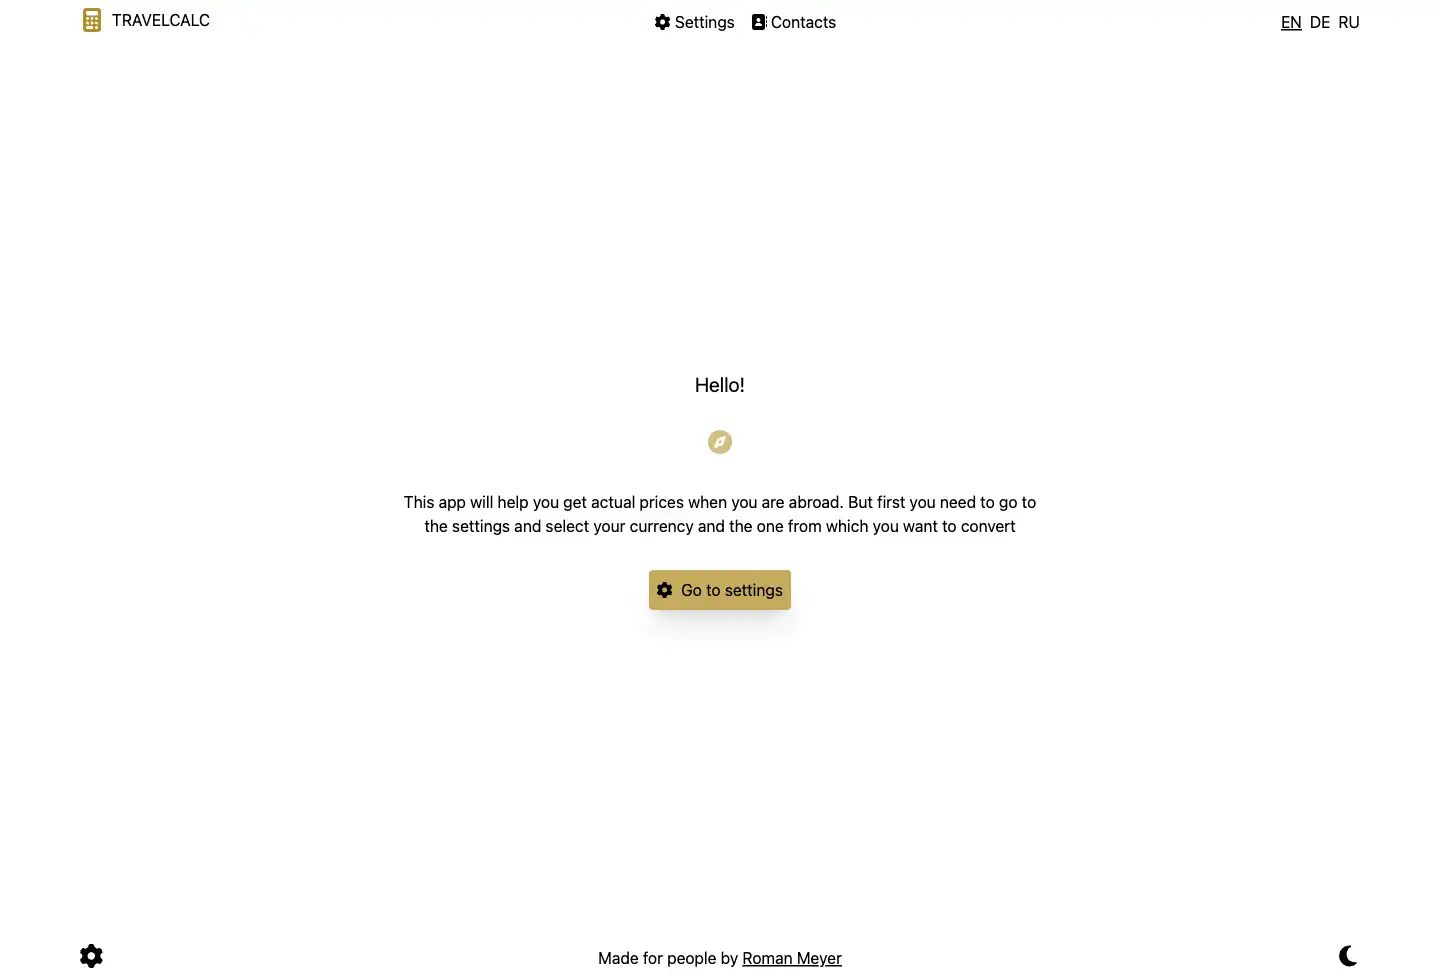 TRAVELCALC
Settings
Contacts
EN DE RU
Hello!
This app will help you get actual prices when you are abroad. But first you need to go to
the settings and select your currency and the one from which you want to convert
Go to settings
Made for people by Roman Meyer